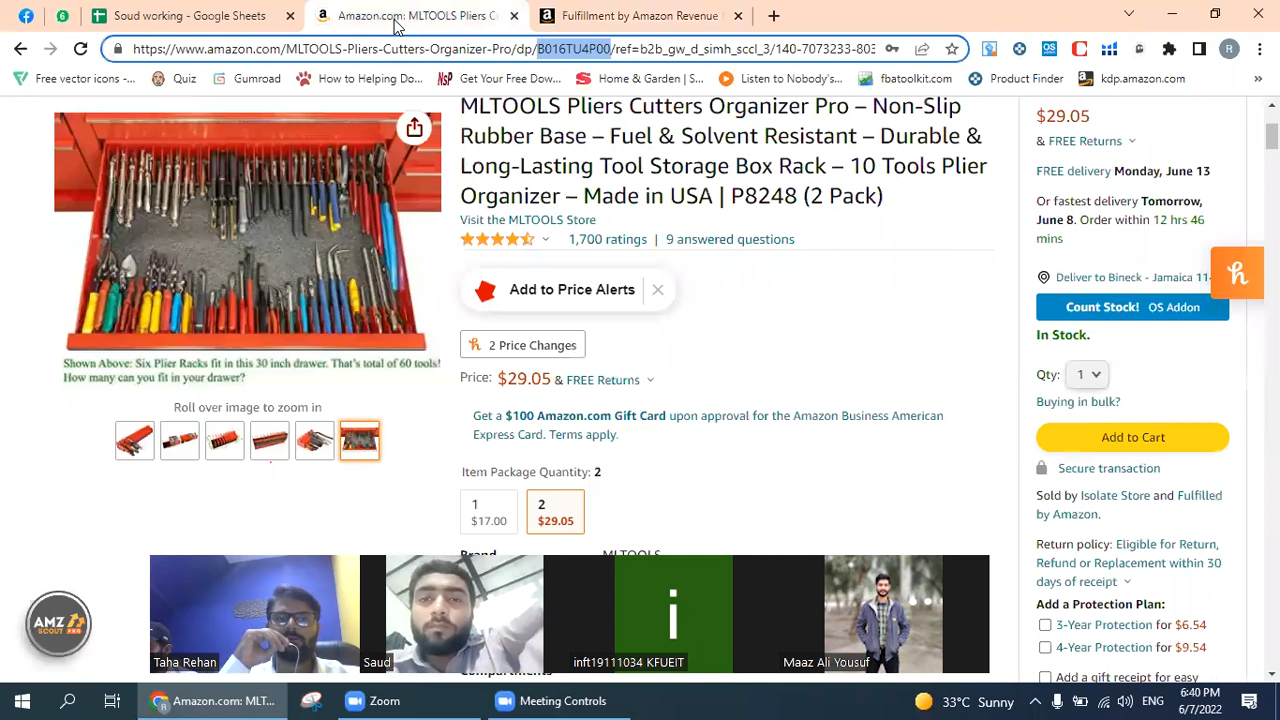 Soud working - Google Sheets
Amazon.com: MLTOOLS Pliers C
Fulfillment by Amazon Revenue
https://www.amazon.com/MLTOOLS-Pliers-Cutters-Organizer-Pro/dp/B016TU4P00/ref=b2b_gw_d_simh_sccl_3/140-7073233-803
Free vector icons -...
Quiz
Gumroad
How to Helping Do...
Get Your Free Dow...
Home & Garden | S...
Listen to Nobody's...
fbatoolkit.com
Product Finder
kdp.amazon.com
MLTOOLS Pliers Cutters Organizer Pro – Non-Slip
Rubber Base – Fuel & Solvent Resistant – Durable &
Long-Lasting Tool Storage Box Rack – 10 Tools Plier
Organizer – Made in USA | P8248 (2 Pack)
Visit the MLTOOLS Store
1,700 ratings | 9 answered questions
Add to Price Alerts
2 Price Changes
Price: $29.05 & FREE Returns
Get a $100 Amazon.com Gift Card upon approval for the Amazon Business American
Express Card. Terms apply.
Item Package Quantity: 2
1
$17.00
2
$29.05
Brand MLTOOLS
Shown Above: Six Plier Racks fit in this 30 inch drawer. That's total of 60 tools!
How many can you fit in your drawer?
Roll over image to zoom in
$29.05
& FREE Returns
FREE delivery Monday, June 13
Or fastest delivery Tomorrow,
June 8. Order within 12 hrs 46
mins
Deliver to Bineck - Jamaica 11
Count Stock! OS Addon
In Stock.
Qty: 1
Buying in bulk?
Add to Cart
Secure transaction
Sold by Isolate Store and Fulfilled
by Amazon.
Return policy: Eligible for Return,
Refund or Replacement within 30
days of receipt
Add a Protection Plan:
3-Year Protection for $6.54
4-Year Protection for $9.54
Add a gift receipt for easy
AMZ
SCOUT PRO
i
Taha Rehan
Saud
inft19111034 KFUEIT
Maaz Ali Yousuf
Amazon.com: MLT...
Zoom
Meeting Controls
33°C Sunny
ENG
6:40 PM
6/7/2022